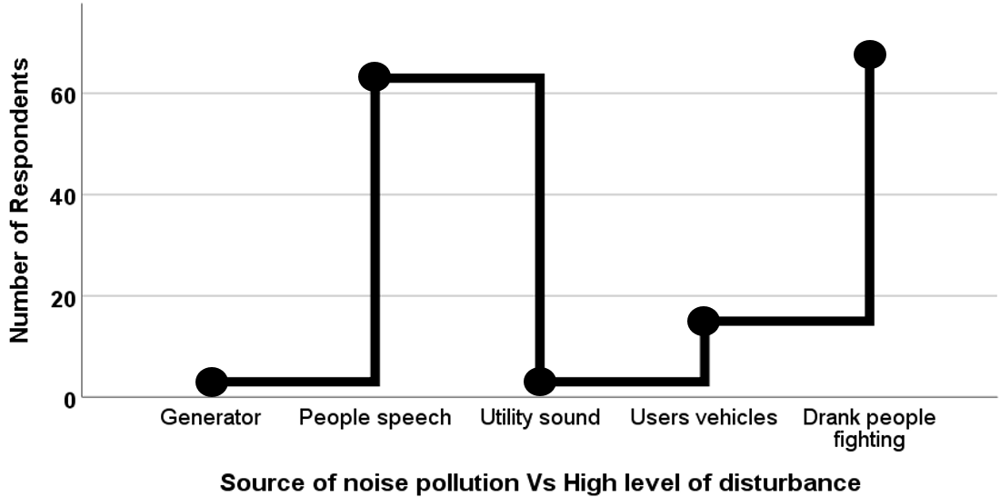 Number of Respondents
60
40
20
0
Generator
People speech
Utility sound
Users vehicles
Drank people
fighting
Source of noise pollution Vs High level of disturbance